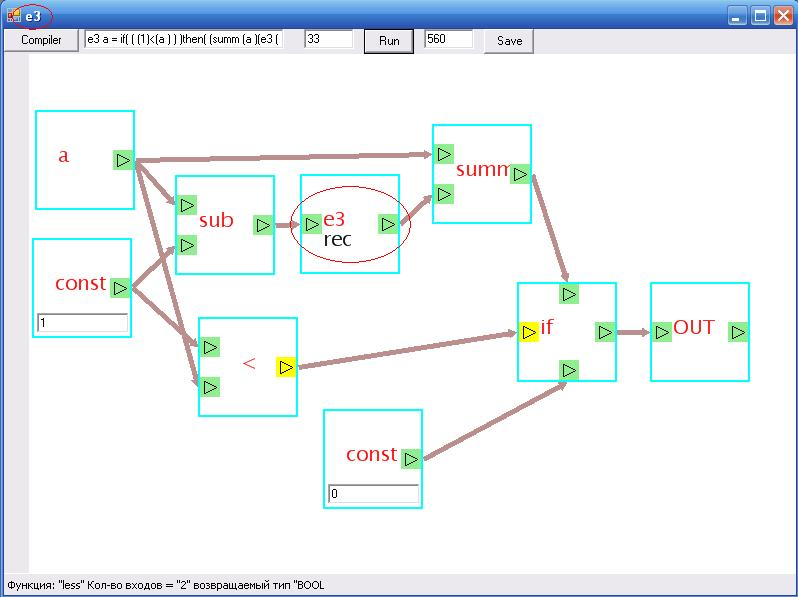 e3
Compiler
e3 a = if( ( (1)<(a ) ) )then( (summ (a )(e3 (
33
Run
560
Save
a
summ
sub
e3
rec
const
1
if
OUT
<
const
0
Функция: "less" Кол-во входов = "2" возвращаемый тип "BOOL